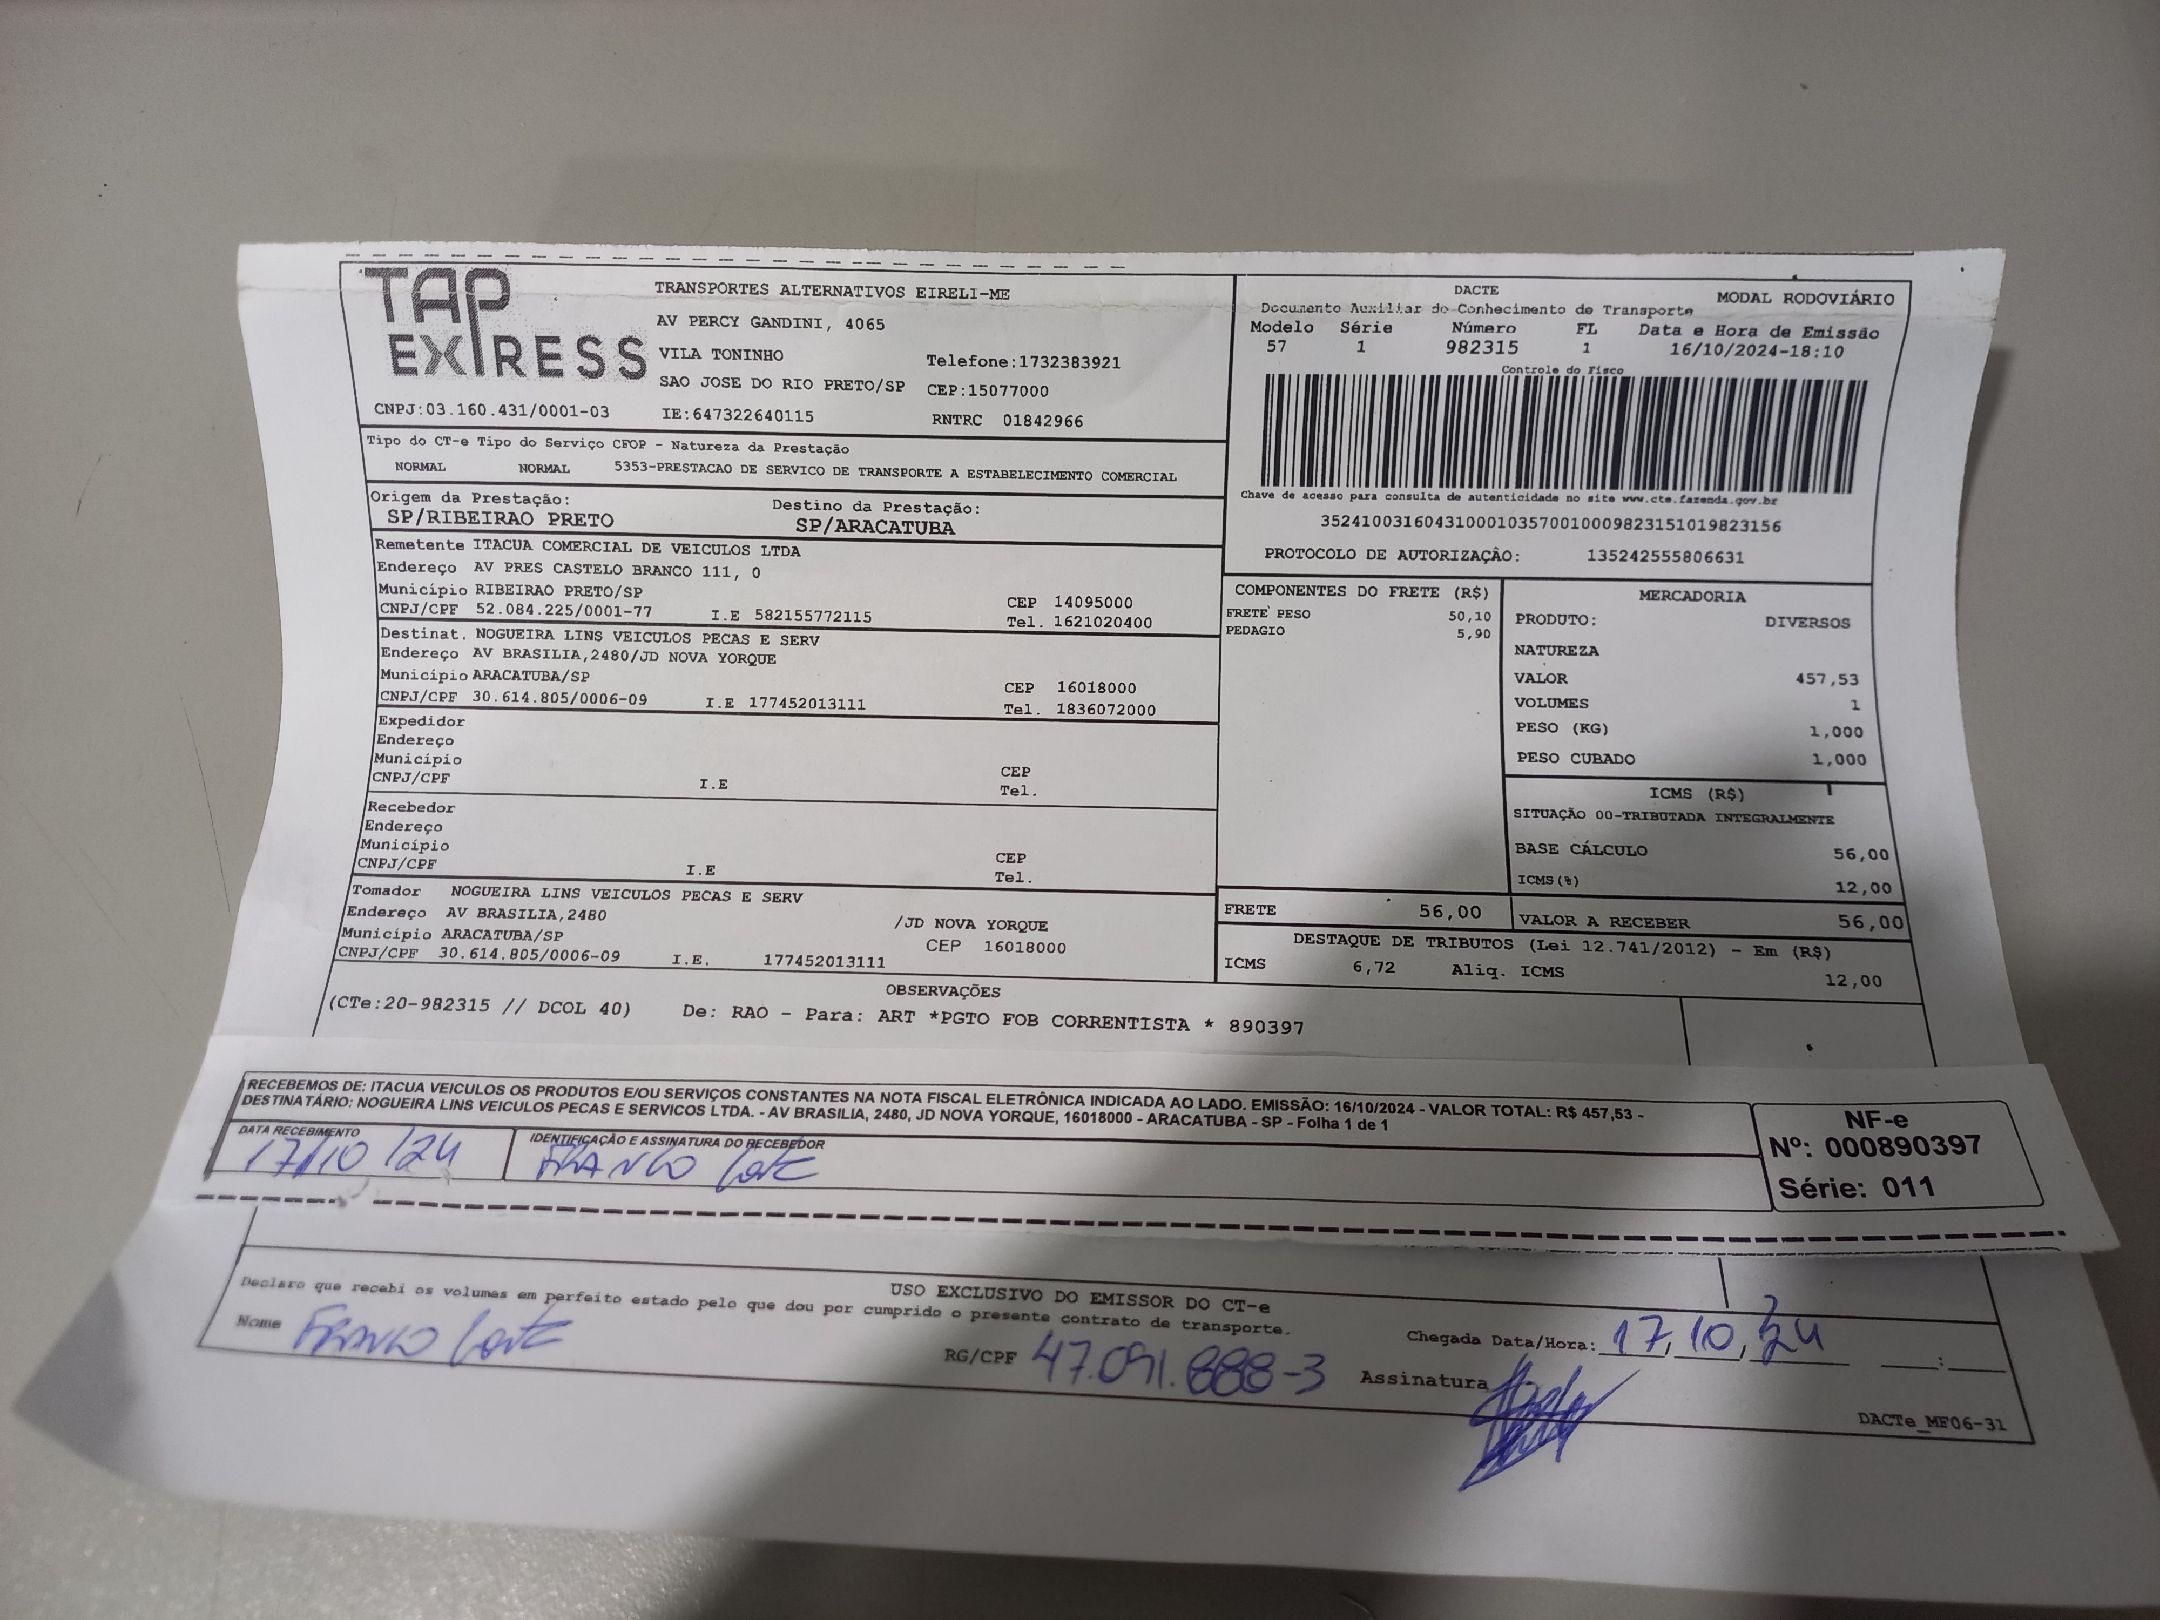 TAP EXPRESS
TRANSPORTES ALTERNATIVOS EIRELI-ME
AV PERCY GANDINI, 4065
VILA TONINHO
Telefone:1732383921
SAO JOSE DO RIO PRETO/SP CEP:15077000
CNPJ:03.160.431/0001-03 IE:647322640115 RNTRC 01842966
DACTE
MODAL RODOVIÁRIO
Documento Auxiliar do Conhecimento de Transporte
Modelo Série Número FL Data e Hora de Emissão
57 1 982315 1 16/10/2024-18:10
Controle do Fisco
Chave de acesso para consulta de autenticidade no site www.cte.fazenda.gov.br
35241003160431000103570010009823151019823156
PROTOCOLO DE AUTORIZAÇÃO: 135242555806631
Tipo do CT-e Tipo do Serviço CFOP - Natureza da Prestação
NORMAL NORMAL 5353-PRESTACAO DE SERVICO DE TRANSPORTE A ESTABELECIMENTO COMERCIAL
Origem da Prestação: Destino da Prestação:
SP/RIBEIRAO PRETO SP/ARACATUBA
Remetente ITACUA COMERCIAL DE VEICULOS LTDA
Endereço AV PRES CASTELO BRANCO 111, 0
Município RIBEIRAO PRETO/SP CEP 14095000
CNPJ/CPF 52.084.225/0001-77 I.E 582155772115 Tel. 1621020400
Destinat. NOGUEIRA LINS VEICULOS PECAS E SERV
Endereço AV BRASILIA,2480/JD NOVA YORQUE
Município ARACATUBA/SP CEP 16018000
CNPJ/CPF 30.614.805/0006-09 I.E 177452013111 Tel. 1836072000
Expedidor
Endereço
Município CEP
CNPJ/CPF I.E Tel.
Recebedor
Endereço
Município CEP
CNPJ/CPF I.E Tel.
Tomador NOGUEIRA LINS VEICULOS PECAS E SERV
Endereço AV BRASILIA,2480 /JD NOVA YORQUE
Município ARACATUBA/SP CEP 16018000
CNPJ/CPF 30.614.805/0006-09 I.E. 177452013111
COMPONENTES DO FRETE (R$)
FRETE PESO 50,10
PEDAGIO 5,90
MERCADORIA
PRODUTO: DIVERSOS
NATUREZA
VALOR 457,53
VOLUMES 1
PESO (KG) 1,000
PESO CUBADO 1,000
ICMS (R$)
SITUAÇÃO 00-TRIBUTADA INTEGRALMENTE
BASE CÁLCULO 56,00
ICMS(%) 12,00
FRETE 56,00 VALOR A RECEBER 56,00
DESTAQUE DE TRIBUTOS (Lei 12.741/2012) - Em (R$)
ICMS 6,72 Aliq. ICMS 12,00
OBSERVAÇÕES
(CTe:20-982315 // DCOL 40) De: RAO - Para: ART *PGTO FOB CORRENTISTA * 890397
RECEBEMOS DE: ITACUA VEICULOS OS PRODUTOS E/OU SERVIÇOS CONSTANTES NA NOTA FISCAL ELETRÔNICA INDICADA AO LADO. EMISSÃO: 16/10/2024 - VALOR TOTAL: R$ 457,53 -
DESTINATÁRIO: NOGUEIRA LINS VEICULOS PECAS E SERVICOS LTDA. - AV BRASILIA, 2480, JD NOVA YORQUE, 16018000 - ARACATUBA - SP - Folha 1 de 1
DATA RECEBIMENTO IDENTIFICAÇÃO E ASSINATURA DO RECEBEDOR
17/10/24 FRANCO
NF-e
Nº: 000890397
Série: 011
USO EXCLUSIVO DO EMISSOR DO CT-e
Declaro que recebi os volumes em perfeito estado pelo que dou por cumprido o presente contrato de transporte.
Nome FRANCO
RG/CPF 47.091.888-3
Chegada Data/Hora: 17,10,24 :
Assinatura
DACTe_MF06-31